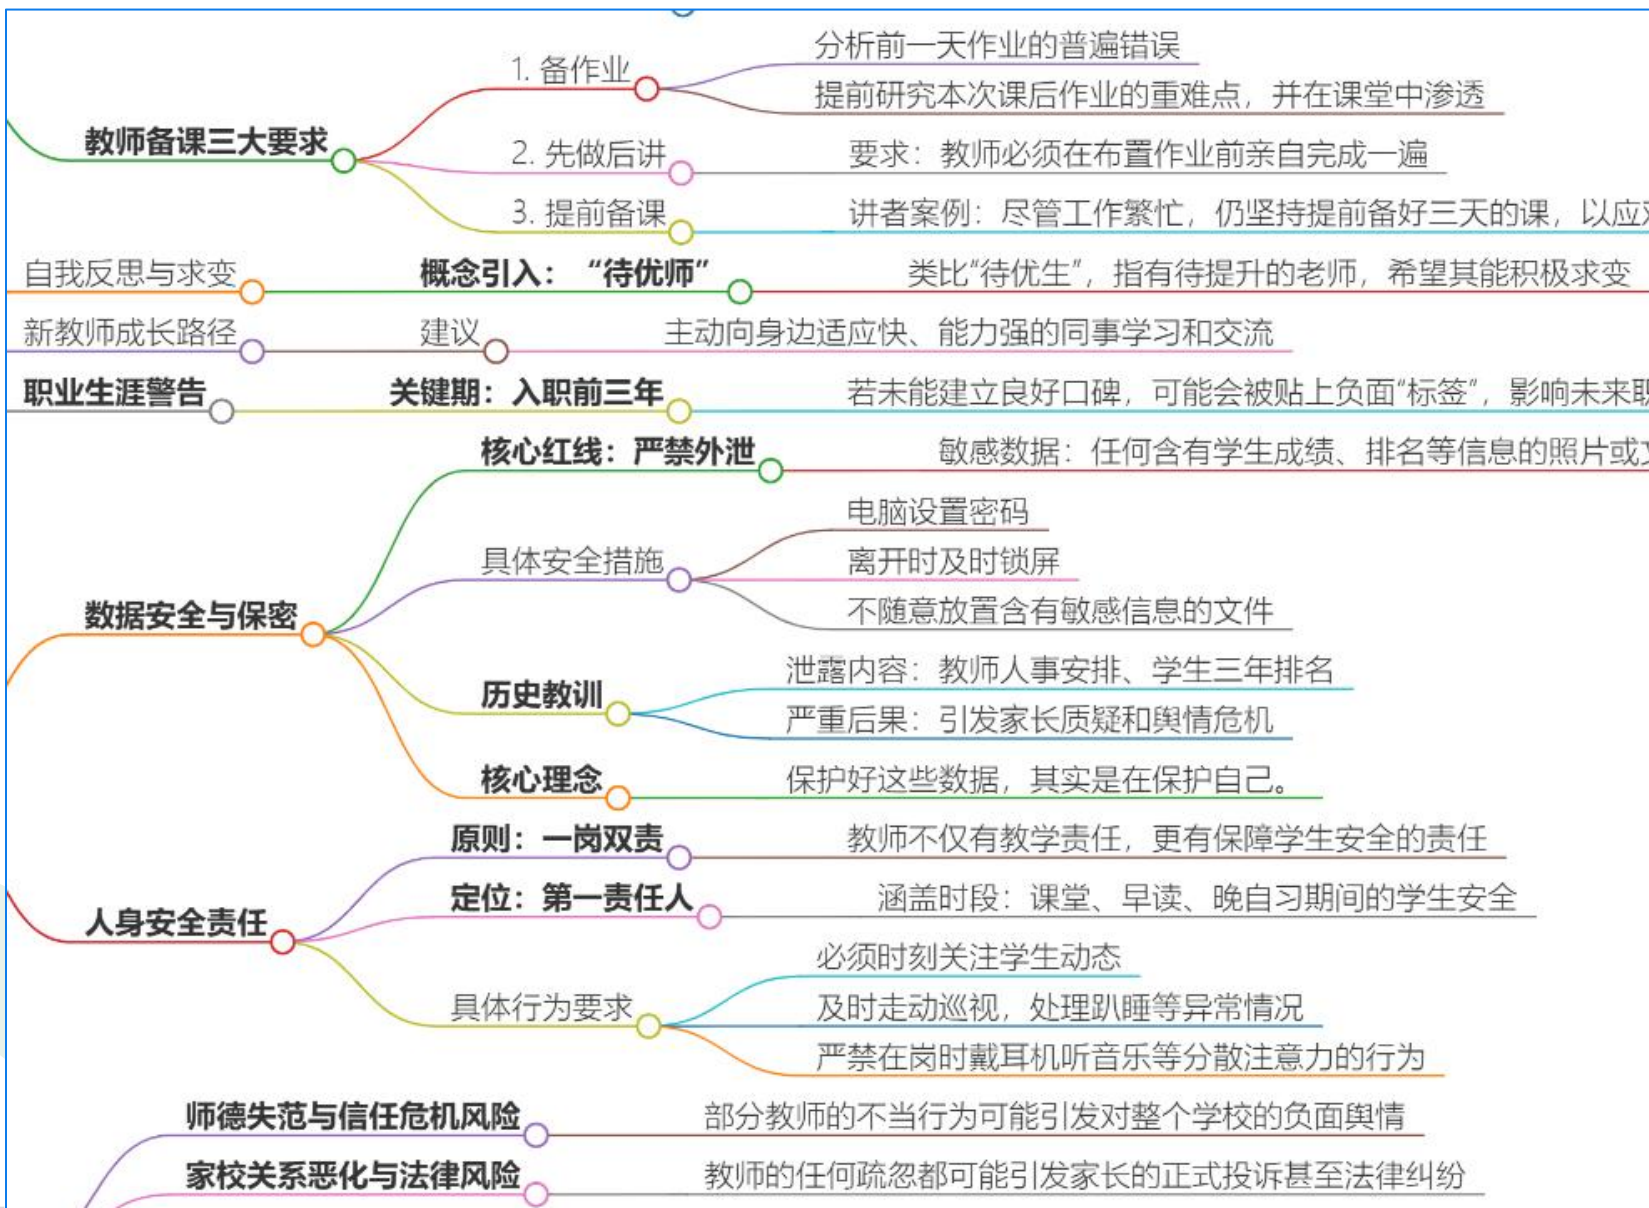 分析前一天作业的普遍错误
1. 备作业
提前研究本次课后作业的重难点，并在课堂中渗透
教师备课三大要求
2. 先做后讲
要求：教师必须在布置作业前亲自完成一遍
3. 提前备课
讲者案例：尽管工作繁忙，仍坚持提前备好三天的课，以应
自我反思与求变
概念引入：“待优师”
类比“待优生”，指有待提升的老师，希望其能积极求变
新教师成长路径
建议
主动向身边适应快、能力强的同事学习和交流
职业生涯警告
关键期：入职前三年
若未能建立良好口碑，可能会被贴上负面“标签”，影响未来
核心红线：严禁外泄
敏感数据：任何含有学生成绩、排名等信息的照片或
电脑设置密码
具体安全措施
离开时及时锁屏
不随意放置含有敏感信息的文件
数据安全与保密
泄露内容：教师人事安排、学生三年排名
历史教训
严重后果：引发家长质疑和舆情危机
核心理念
保护好这些数据，其实是在保护自己。
原则：一岗双责
教师不仅有教学责任，更有保障学生安全的责任
定位：第一责任人
涵盖时段：课堂、早读、晚自习期间的学生安全
人身安全责任
必须时刻关注学生动态
具体行为要求
及时走动巡视，处理趴睡等异常情况
严禁在岗时戴耳机听音乐等分散注意力的行为
师德失范与信任危机风险
部分教师的不当行为可能引发对整个学校的负面舆情
家校关系恶化与法律风险
教师的任何疏忽都可能引发家长的正式投诉甚至法律纠纷